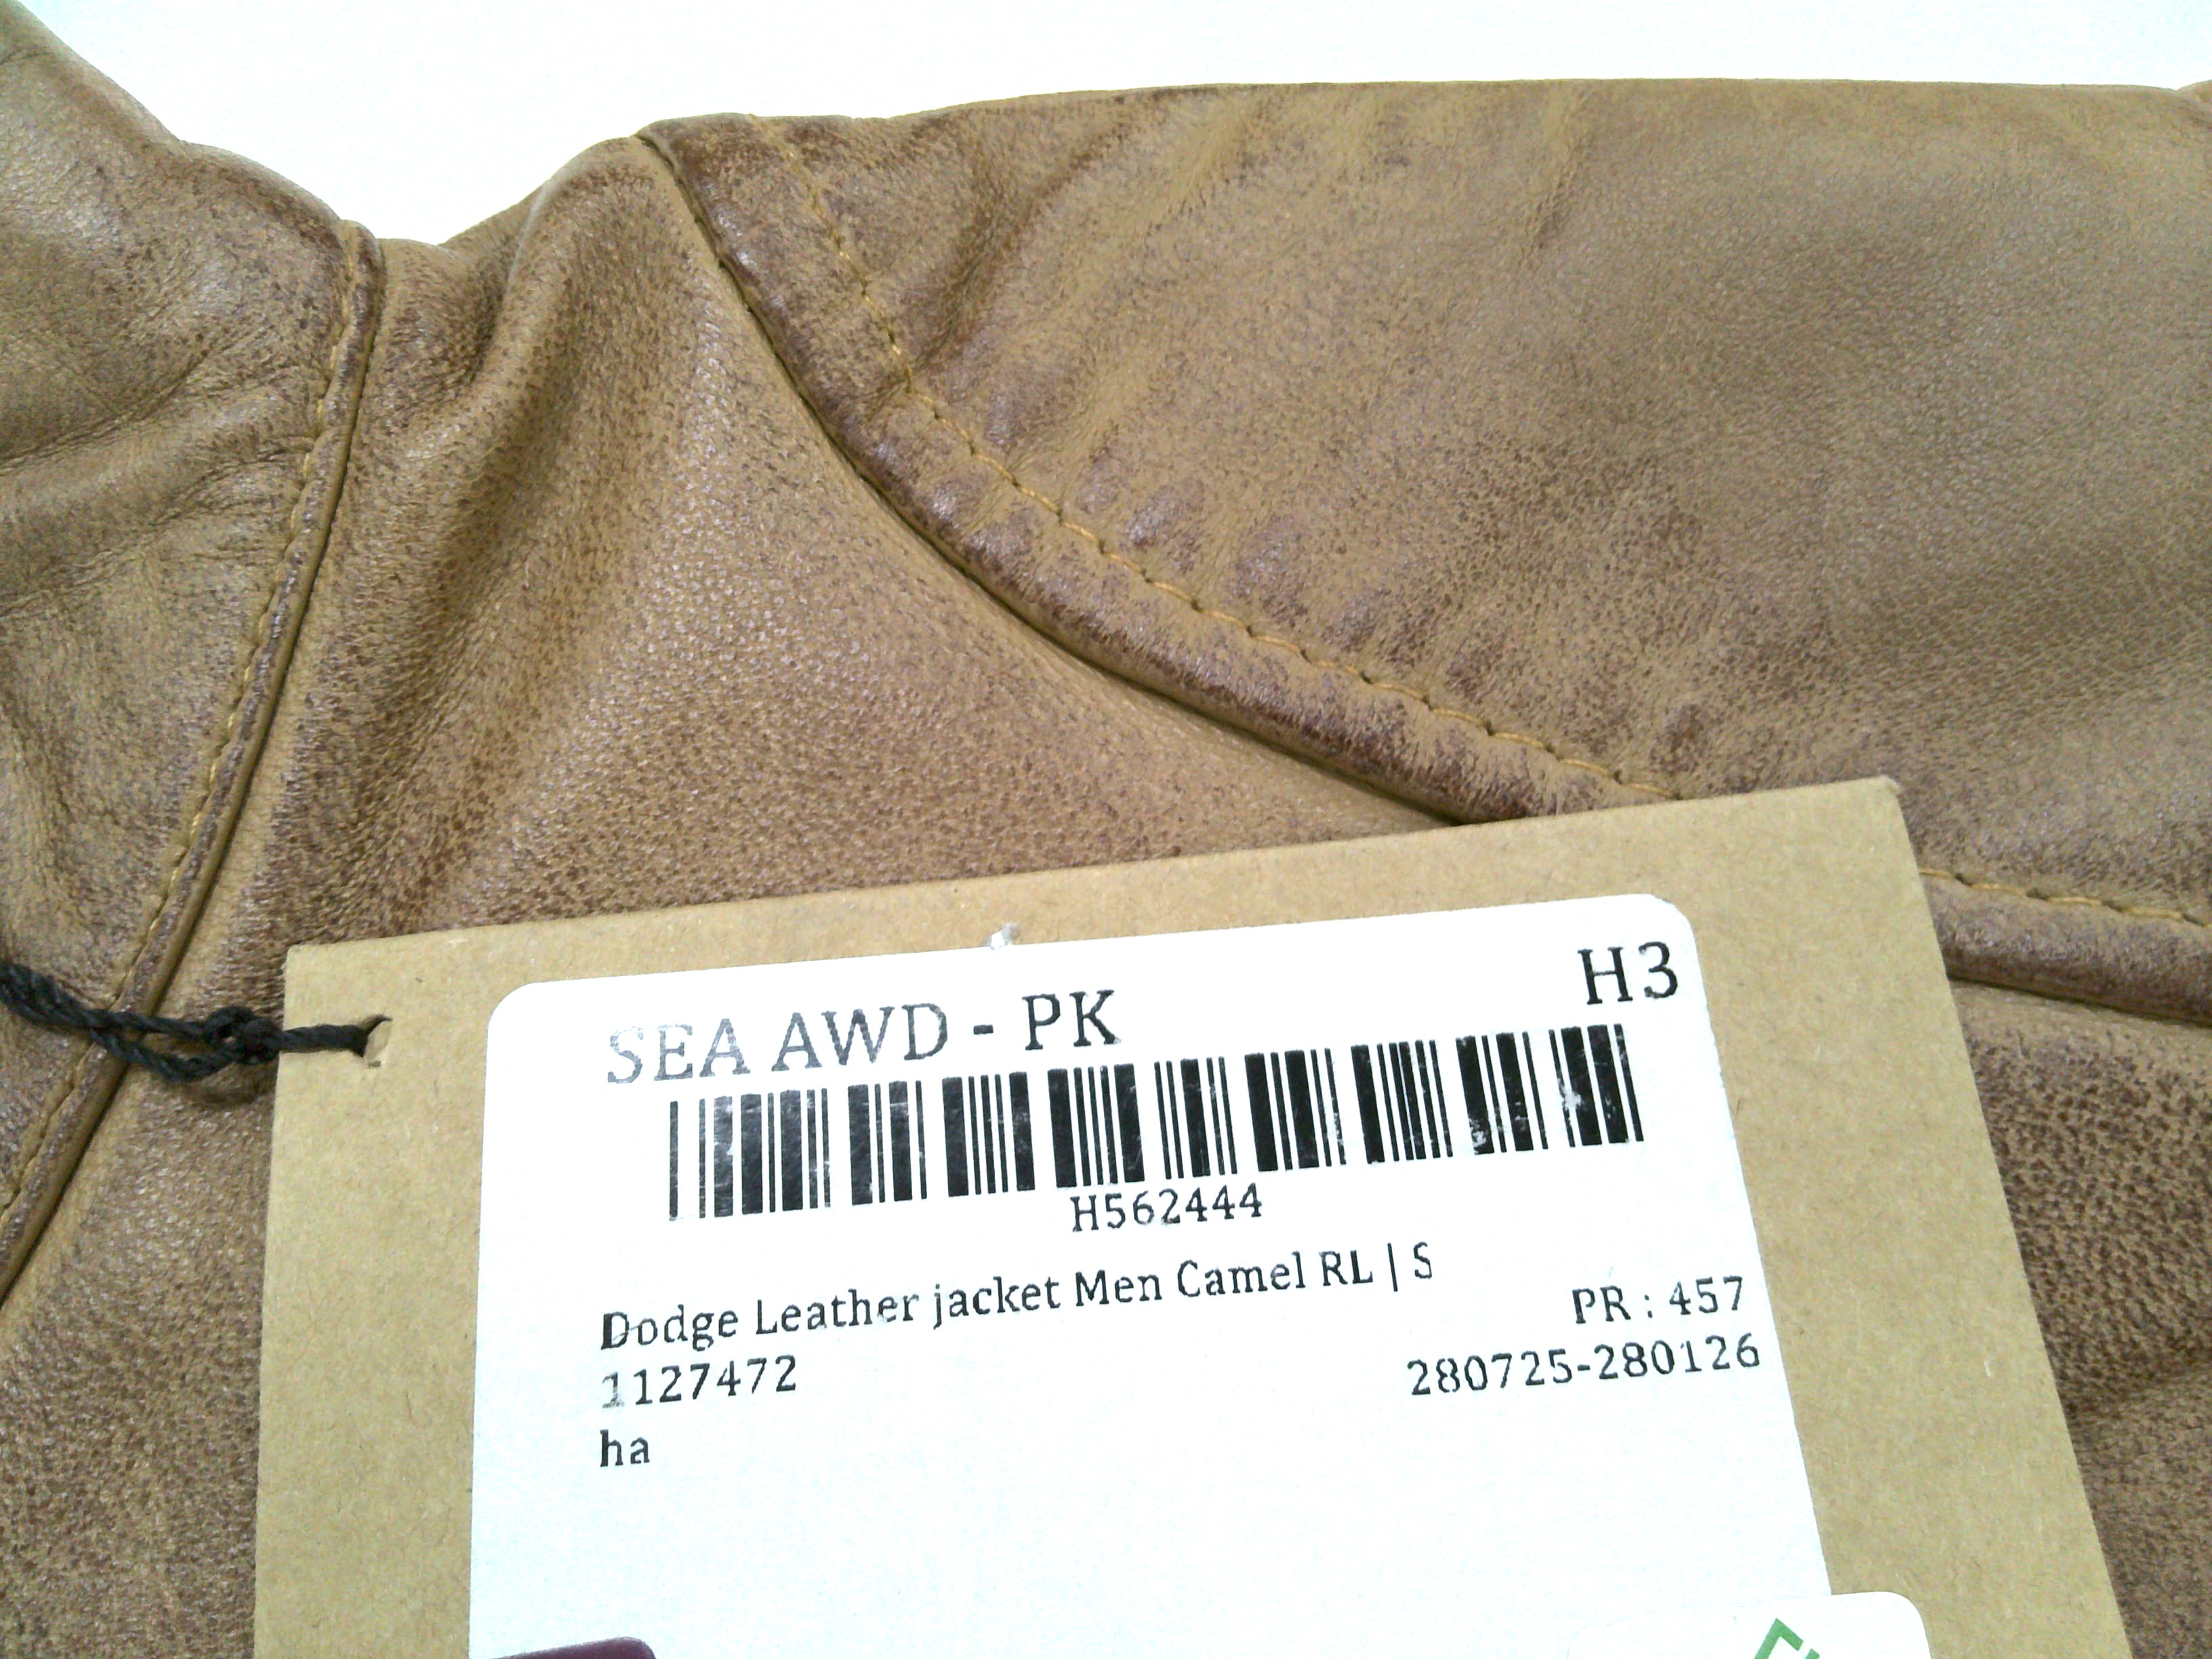 SEA AWD - PK
H3
H562444
Dodge Leather jacket Men Camel RL | S
PR : 457
1127472
280725-280126
ha